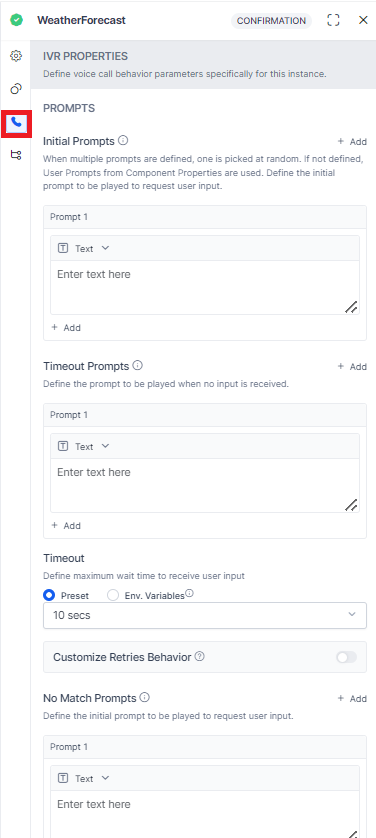 WeatherForecast
CONFIRMATION
IVR PROPERTIES
Define voice call behavior parameters specifically for this instance.
PROMPTS
Initial Prompts
+ Add
When multiple prompts are defined, one is picked at random. If not defined,
User Prompts from Component Properties are used. Define the initial
prompt to be played to request user input.
Prompt 1
Text
Enter text here
+ Add
Timeout Prompts
+ Add
Define the prompt to be played when no input is received.
Prompt 1
Text
Enter text here
+ Add
Timeout
Define maximum wait time to receive user input
Preset
Env. Variables
10 secs
Customize Retries Behavior
No Match Prompts
+ Add
Define the initial prompt to be played to request user input.
Prompt 1
Text
Enter text here